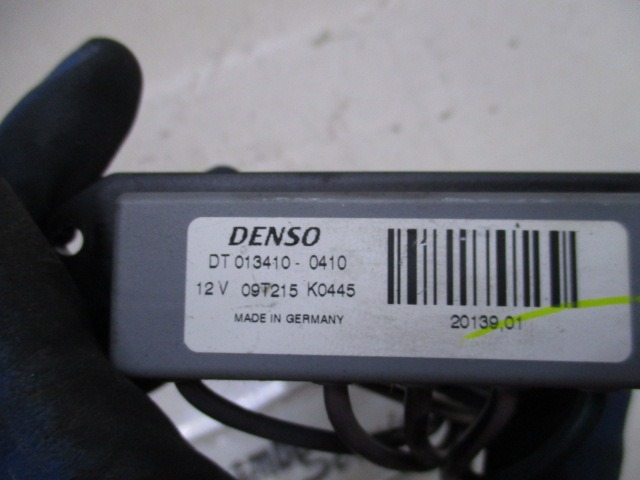 DENSO
DT 013410 - 0410
12 V 09T215 K0445
MADE IN GERMANY
20139,01